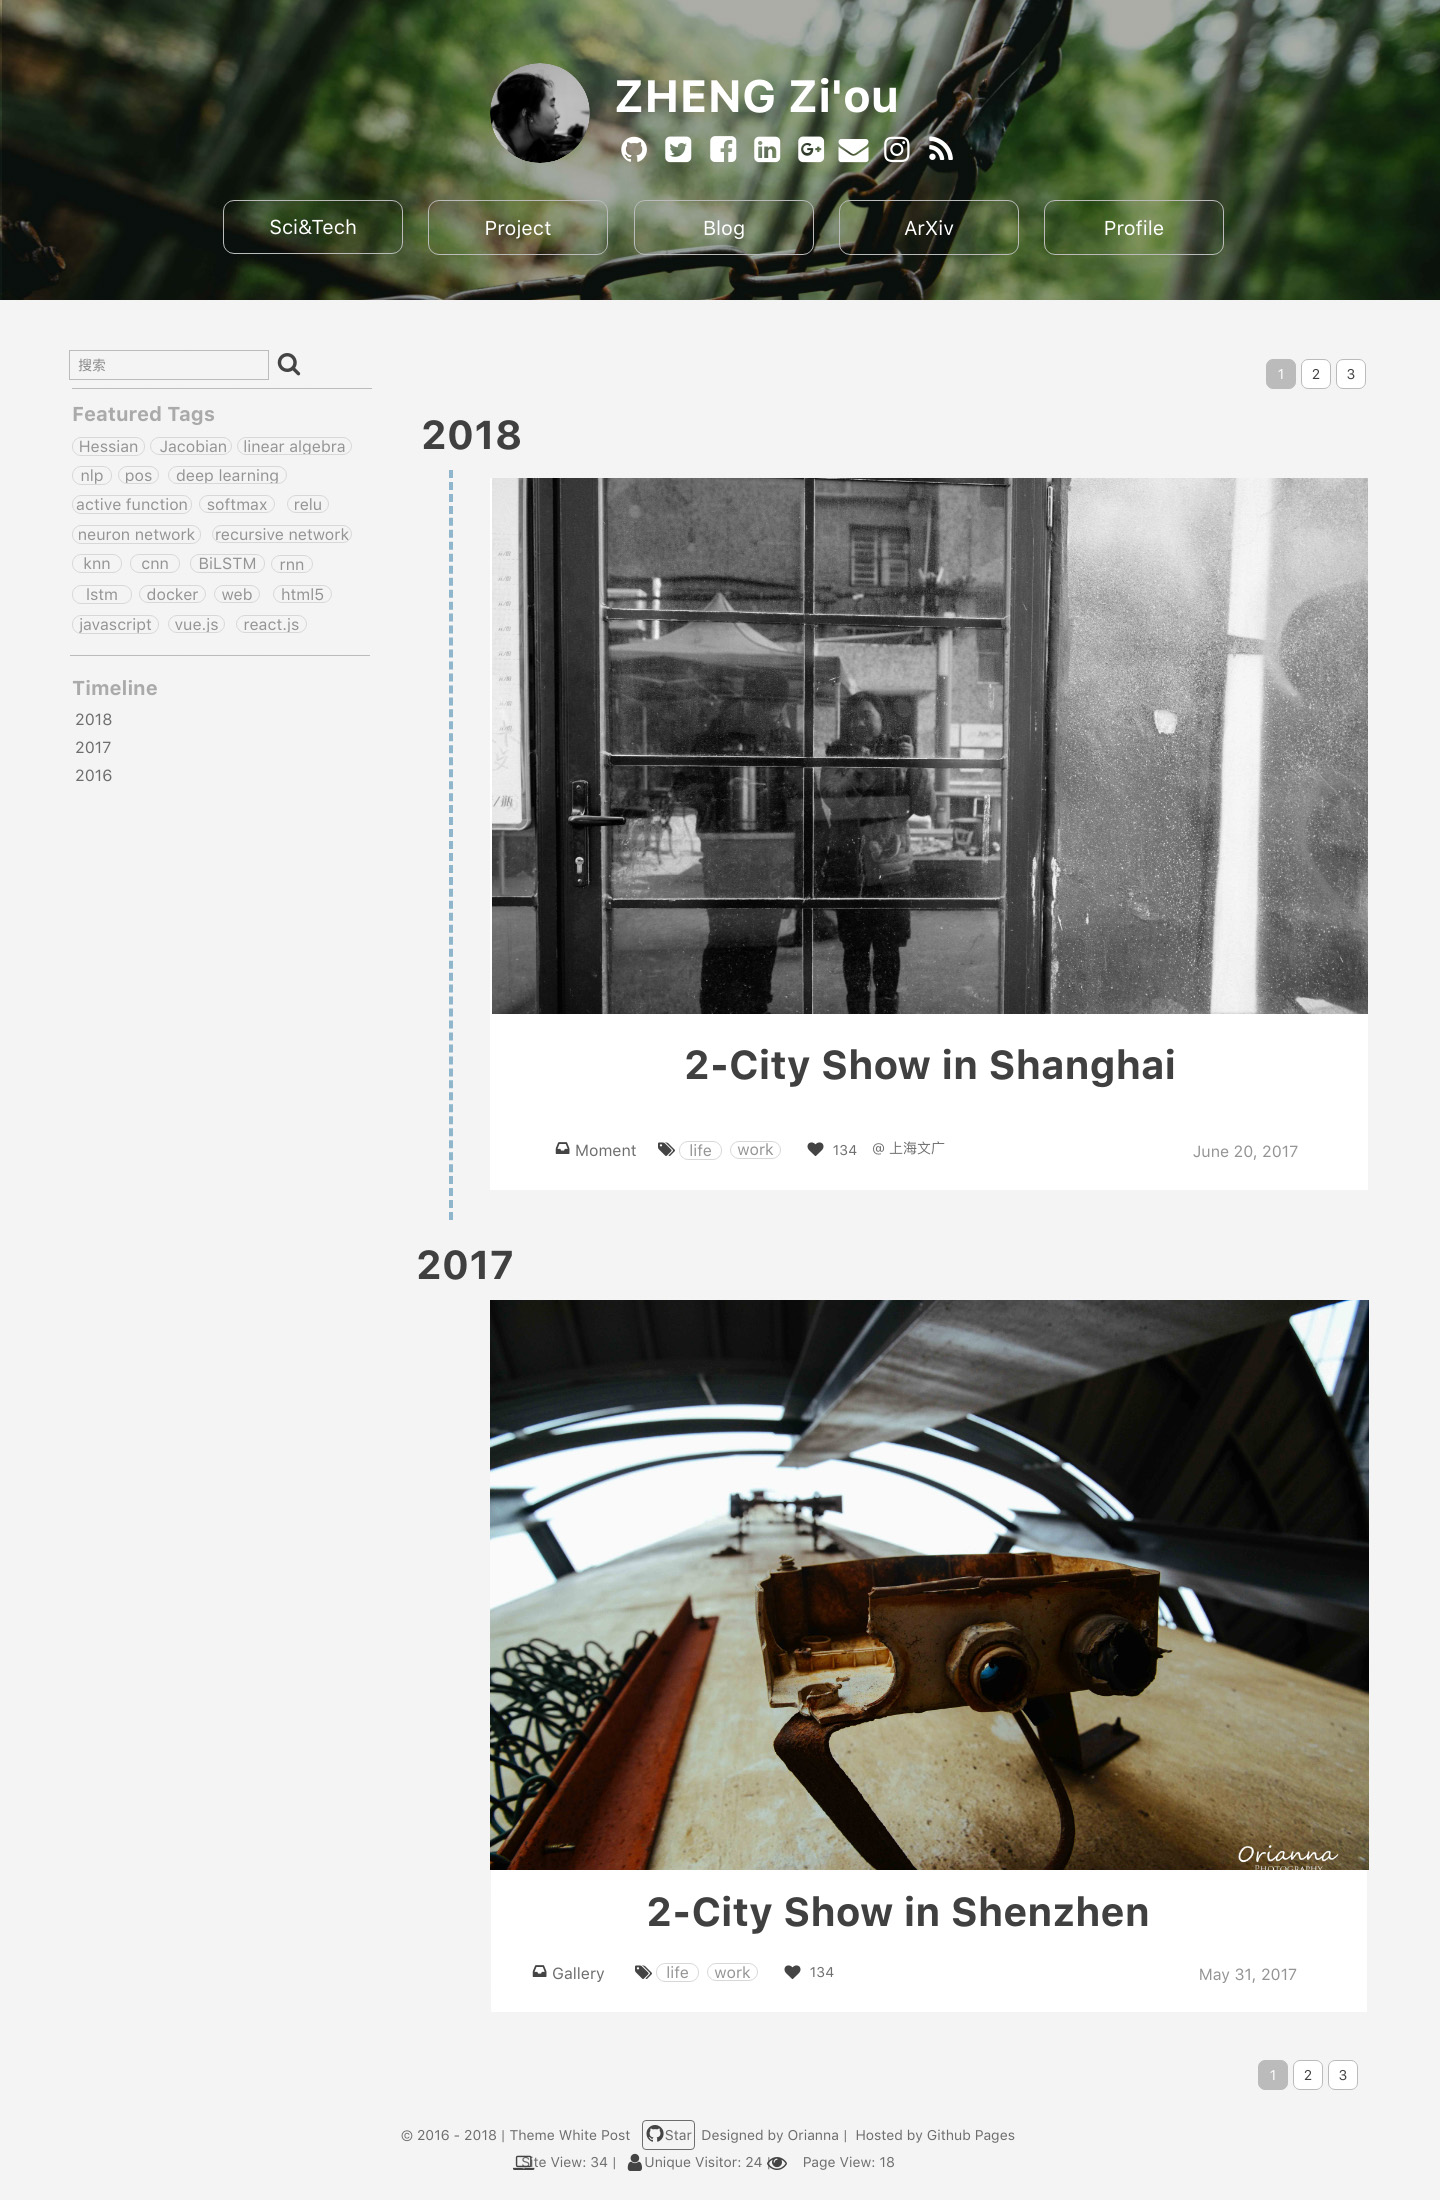 ZHENG Zi'ou
Sci&Tech Project Blog ArXiv Profile
搜索
1 2 3
Featured Tags
Hessian Jacobian linear algebra
nlp pos deep learning
active function softmax relu
neuron network recursive network
knn cnn BiLSTM rnn
lstm docker web html5
javascript vue.js react.js
Timeline
2018
2017
2016
2018
2-City Show in Shanghai
Moment life work 134 @ 上海文广 June 20, 2017
2017
Orianna
PHOTOGRAPHY
2-City Show in Shenzhen
Gallery life work 134 May 31, 2017
1 2 3
© 2016 - 2018 | Theme White Post Star Designed by Orianna | Hosted by Github Pages
Site View: 34 | Unique Visitor: 24 Page View: 18